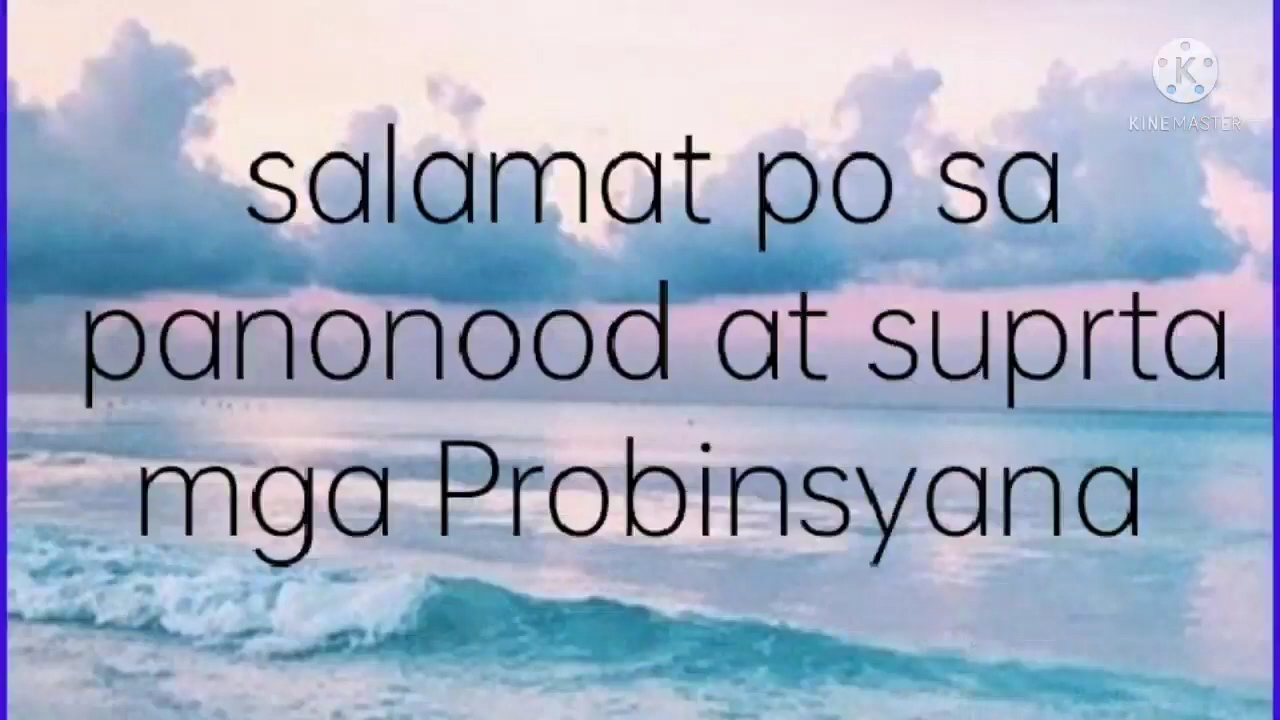 K
KINEMASTER
salamat po sa
panonood at suprta
mga Probinsyana